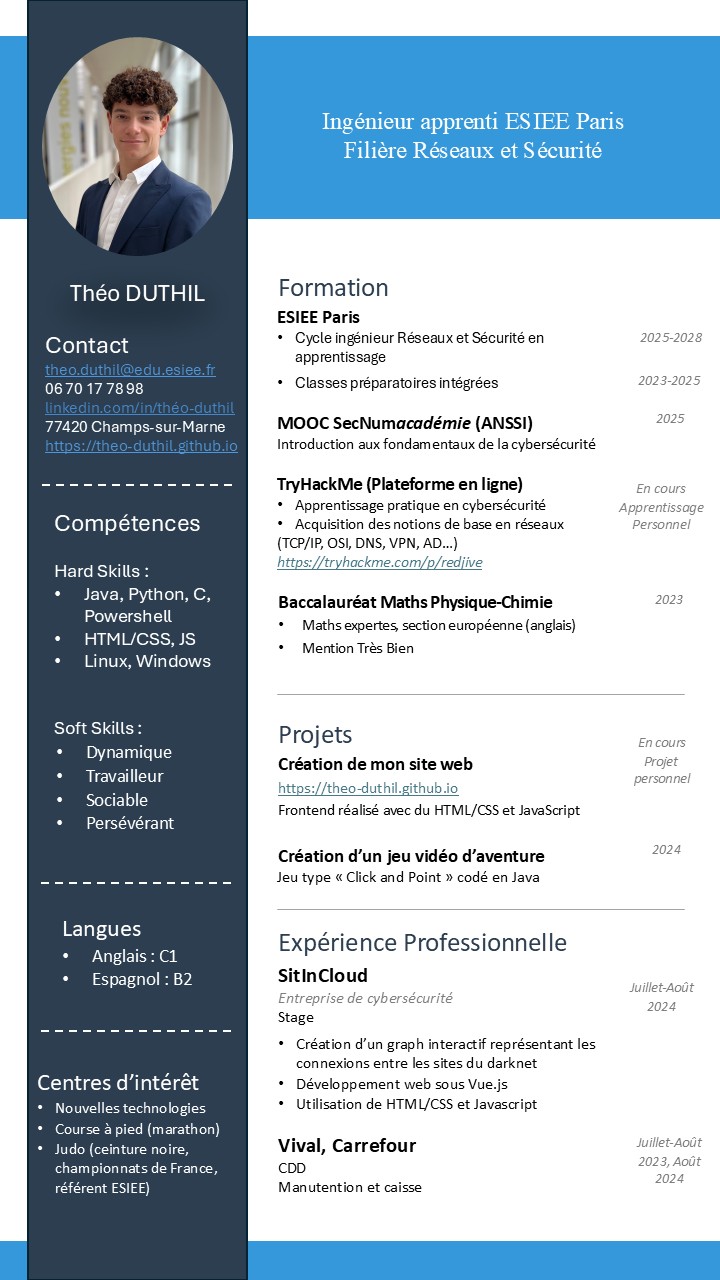 Ingénieur apprenti ESIEE Paris
Filière Réseaux et Sécurité
Théo DUTHIL
Contact
theo.duthil@edu.esiee.fr
06 70 17 78 98
linkedin.com/in/théo-duthil
77420 Champs-sur-Marne
https://theo-duthil.github.io
Compétences
Hard Skills :
• Java, Python, C,
Powershell
• HTML/CSS, JS
• Linux, Windows
Soft Skills :
• Dynamique
• Travailleur
• Sociable
• Persévérant
Langues
• Anglais : C1
• Espagnol : B2
Centres d’intérêt
• Nouvelles technologies
• Course à pied (marathon)
• Judo (ceinture noire,
championnats de France,
référent ESIEE)
Formation
ESIEE Paris
• Cycle ingénieur Réseaux et Sécurité en
apprentissage
2025-2028
• Classes préparatoires intégrées
2023-2025
MOOC SecNumacadémie (ANSSI)
2025
Introduction aux fondamentaux de la cybersécurité
TryHackMe (Plateforme en ligne)
En cours
Apprentissage
Personnel
• Apprentissage pratique en cybersécurité
• Acquisition des notions de base en réseaux
(TCP/IP, OSI, DNS, VPN, AD…)
https://tryhackme.com/p/redjive
Baccalauréat Maths Physique-Chimie
2023
• Maths expertes, section européenne (anglais)
• Mention Très Bien
Projets
Création de mon site web
En cours
Projet
personnel
https://theo-duthil.github.io
Frontend réalisé avec du HTML/CSS et JavaScript
Création d’un jeu vidéo d’aventure
2024
Jeu type « Click and Point » codé en Java
Expérience Professionnelle
SitInCloud
Entreprise de cybersécurité
Juillet-Août
2024
Stage
• Création d’un graph interactif représentant les
connexions entre les sites du darknet
• Développement web sous Vue.js
• Utilisation de HTML/CSS et Javascript
Vival, Carrefour
Juillet-Août
2023, Août
2024
CDD
Manutention et caisse